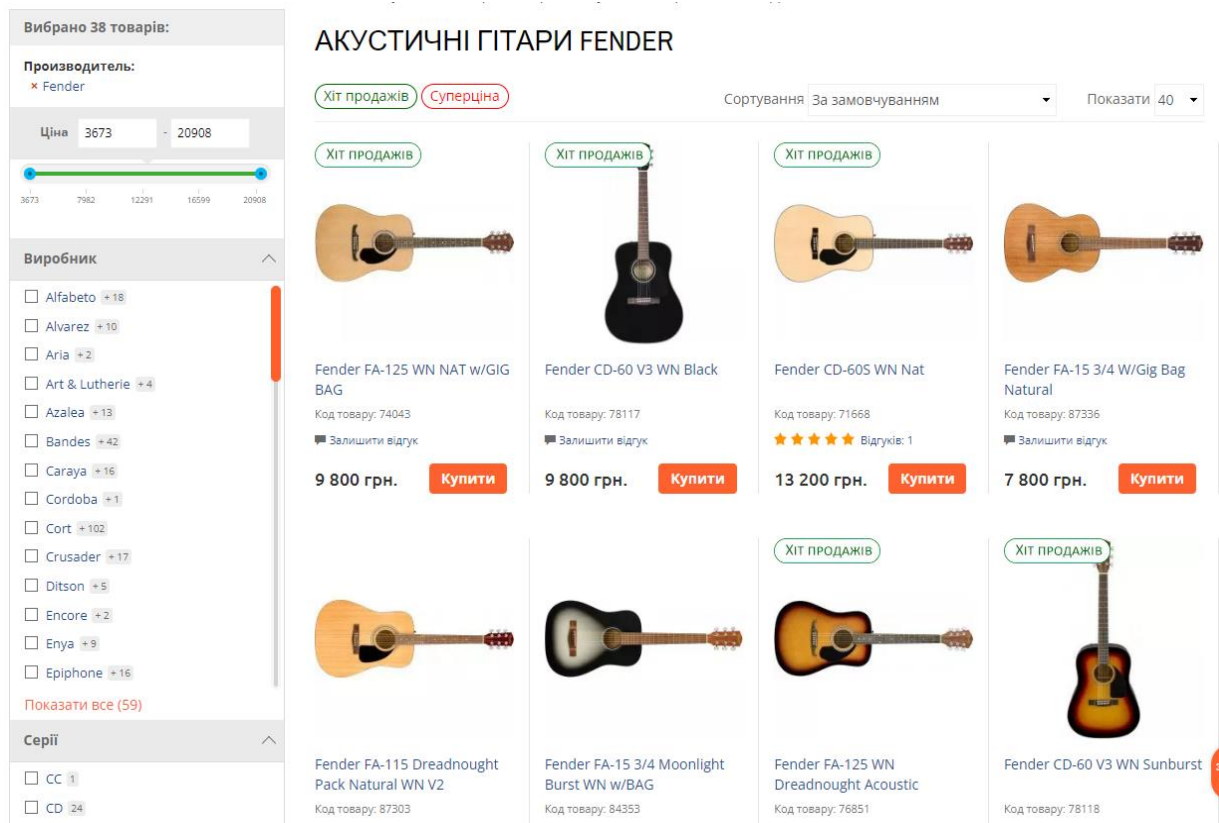 Вибрано 38 товарів:
Производитель:
× Fender
Ціна 3673 - 20908
3673 7982 12291 16599 20908
Виробник
Alfabeto +18
Alvarez +10
Aria +2
Art & Lutherie +4
Azalea +13
Bandes +42
Caraya +16
Cordoba +1
Cort +102
Crusader +17
Ditson +5
Encore +2
Enya +9
Epiphone +16
Показати все (59)
Серії
CC 1
CD 24
АКУСТИЧНІ ГІТАРИ FENDER
Хіт продажів Суперціна
Сортування За замовчуванням Показати 40
Хіт продажів Хіт продажів Хіт продажів
Fender FA-125 WN NAT w/GIG
BAG
Код товару: 74043
Залишити відгук
9 800 грн. Купити
Fender CD-60 V3 WN Black
Код товару: 78117
Залишити відгук
9 800 грн. Купити
Fender CD-60S WN Nat
Код товару: 71668
Відгуків: 1
13 200 грн. Купити
Fender FA-15 3/4 W/Gig Bag
Natural
Код товару: 87336
Залишити відгук
7 800 грн. Купити
Хіт продажів Хіт продажів
Fender FA-115 Dreadnought
Pack Natural WN V2
Код товару: 87303
Fender FA-15 3/4 Moonlight
Burst WN w/BAG
Код товару: 84353
Fender FA-125 WN
Dreadnought Acoustic
Код товару: 76851
Fender CD-60 V3 WN Sunburst
Код товару: 78118